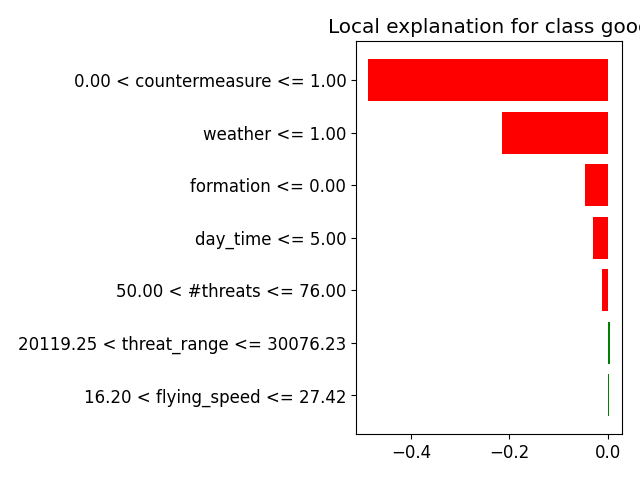 Local explanation for class goo
0.00 < countermeasure <= 1.00
weather <= 1.00
formation <= 0.00
day_time <= 5.00
50.00 < #threats <= 76.00
20119.25 < threat_range <= 30076.23
16.20 < flying_speed <= 27.42
−0.4 −0.2 0.0